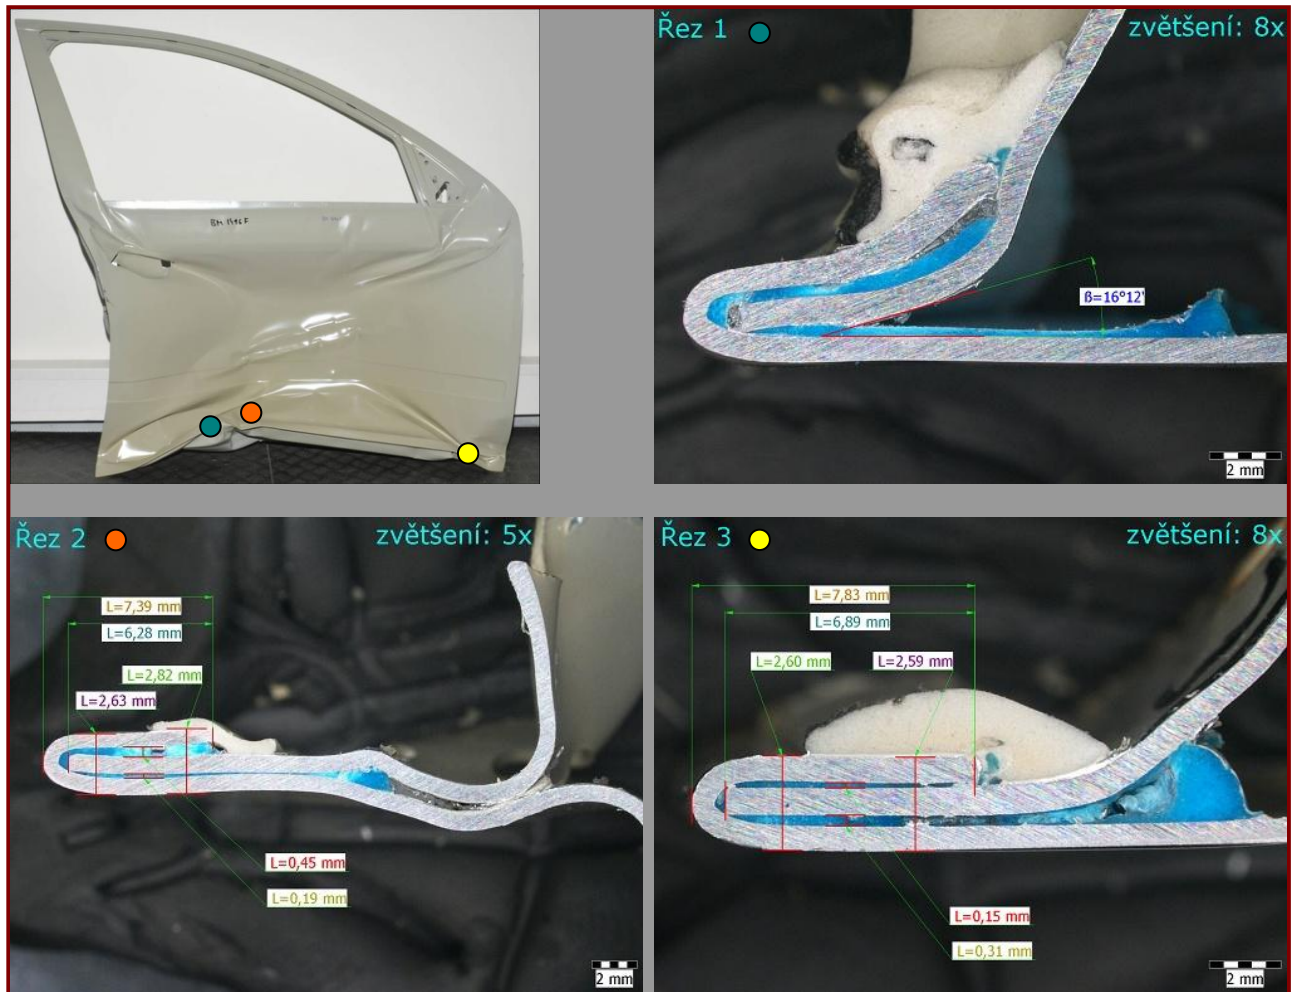 BM 1496 F
Řez 1
zvětšení: 8x
ß=16°12'
2 mm
Řez 2
zvětšení: 5x
L=7,39 mm
L=6,28 mm
L=2,82 mm
L=2,63 mm
L=0,45 mm
L=0,19 mm
2 mm
Řez 3
zvětšení: 8x
L=7,83 mm
L=6,89 mm
L=2,60 mm
L=2,59 mm
L=0,15 mm
L=0,31 mm
2 mm